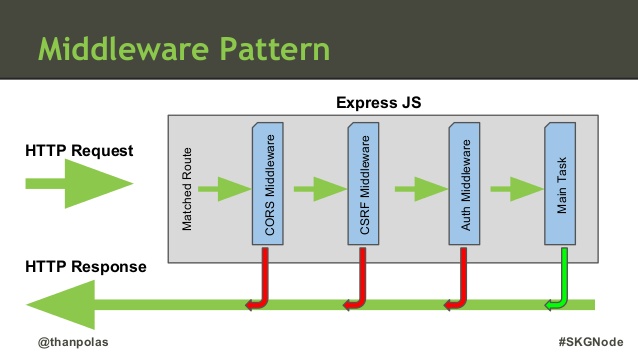 Middleware Pattern
Express JS
HTTP Request
Matched Route
CORS Middleware
CSRF Middleware
Auth Middleware
Main Task
HTTP Response
@thanpolas
#SKGNode